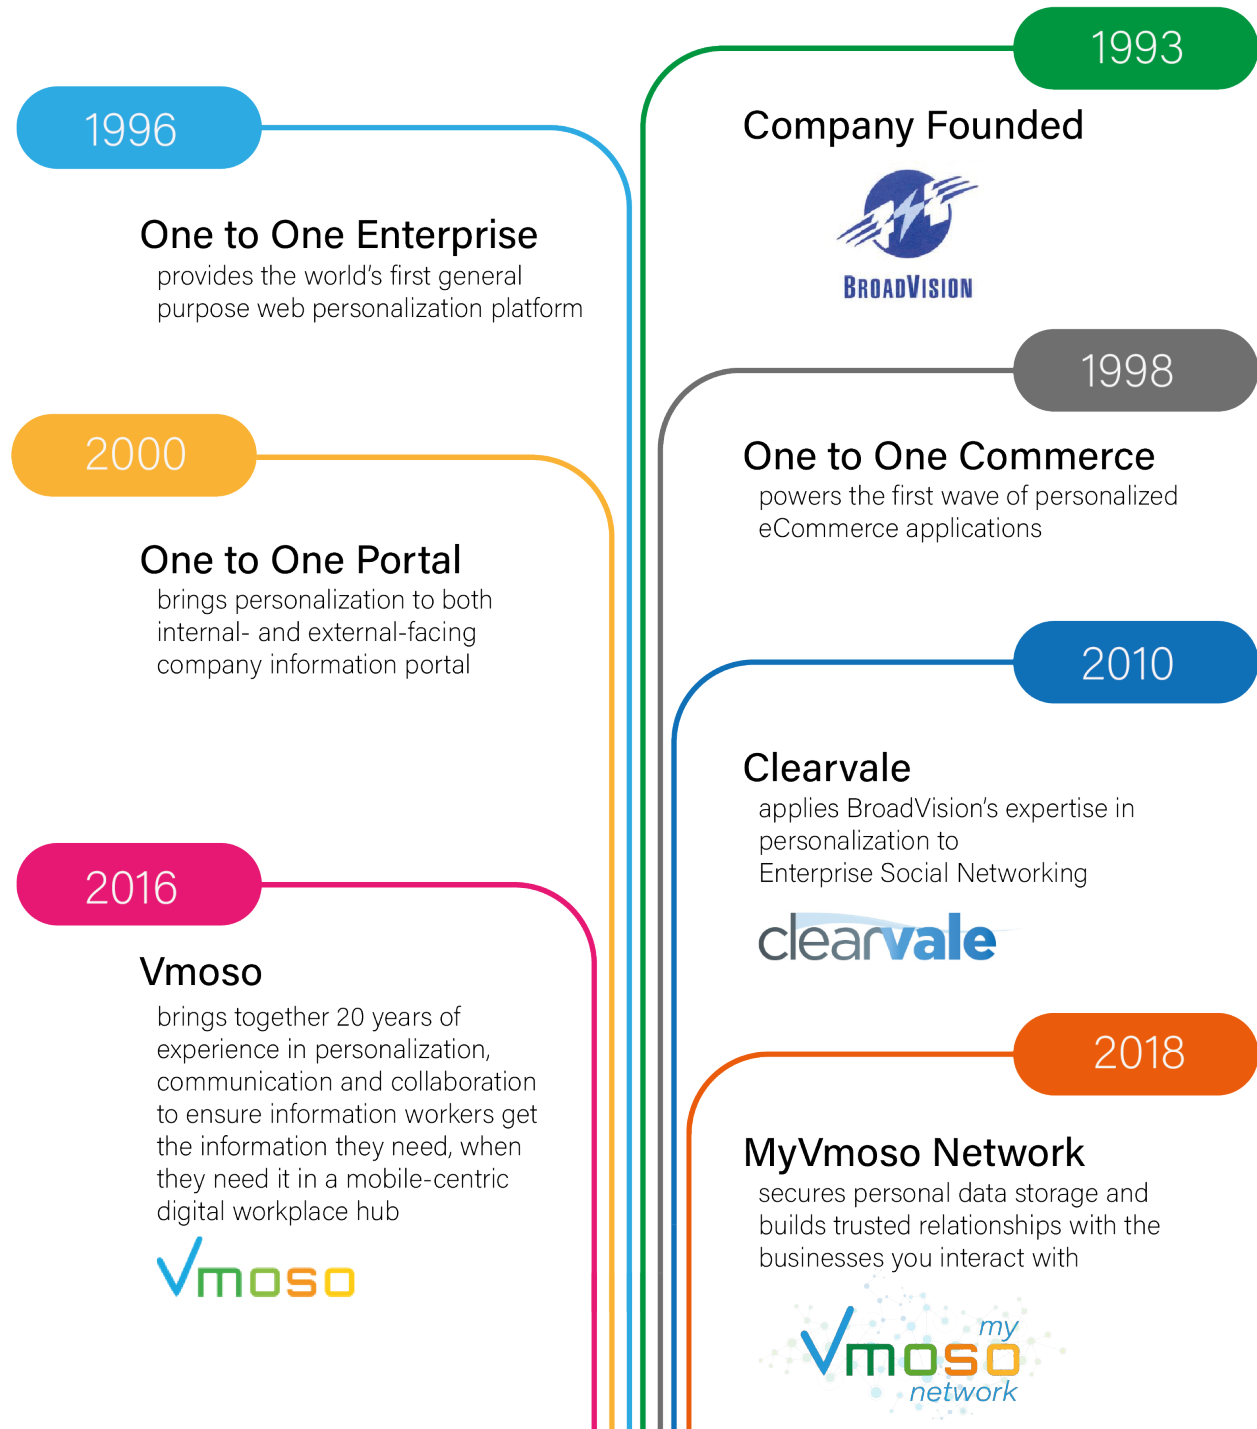 1993
Company Founded
BROADVISION
1996
One to One Enterprise
provides the world’s first general
purpose web personalization platform
1998
One to One Commerce
powers the first wave of personalized
eCommerce applications
2000
One to One Portal
brings personalization to both
internal- and external-facing
company information portal
2010
Clearvale
applies BroadVision’s expertise in
personalization to
Enterprise Social Networking
clearvale
2016
Vmoso
brings together 20 years of
experience in personalization,
communication and collaboration
to ensure information workers get
the information they need, when
they need it in a mobile-centric
digital workplace hub
Vmoso
2018
MyVmoso Network
secures personal data storage and
builds trusted relationships with the
businesses you interact with
my
Vmoso
network